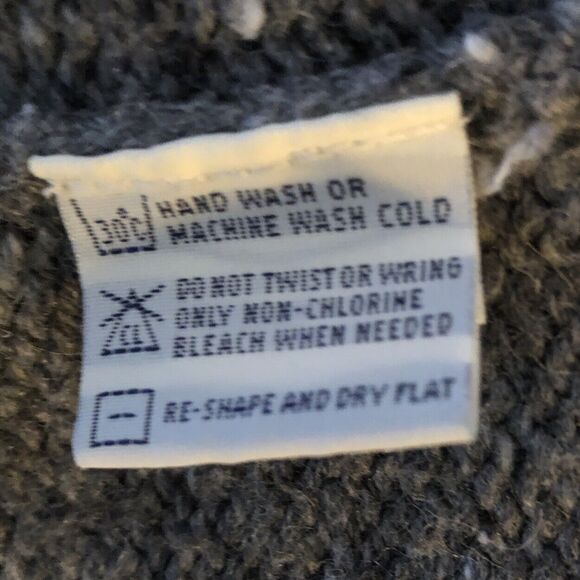 30°C HAND WASH OR
MACHINE WASH COLD
DO NOT TWIST OR WRING
CL ONLY NON-CHLORINE
BLEACH WHEN NEEDED
RE-SHAPE AND DRY FLAT